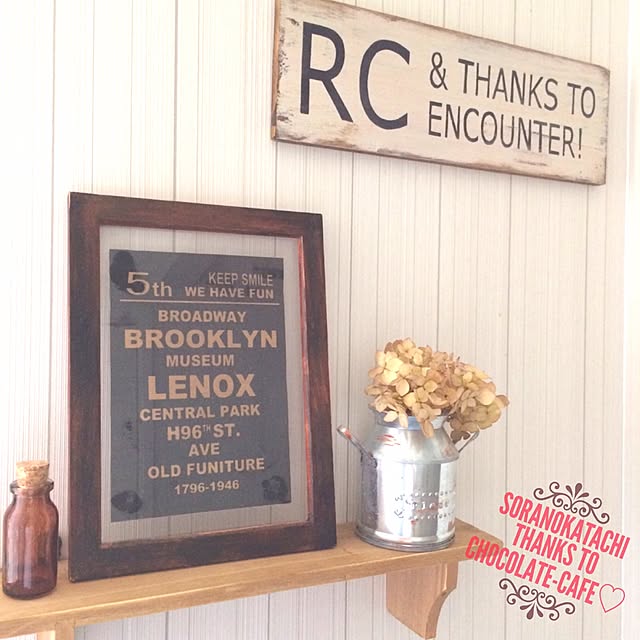 RC & THANKS TO
ENCOUNTER!
5th KEEP SMILE
WE HAVE FUN
BROADWAY
BROOKLYN
MUSEUM
LENOX
CENTRAL PARK
H96TH ST.
AVE
OLD FUNITURE
1796-1946
SORANOKATACHI
THANKS TO
CHOCOLATE-CAFE♡